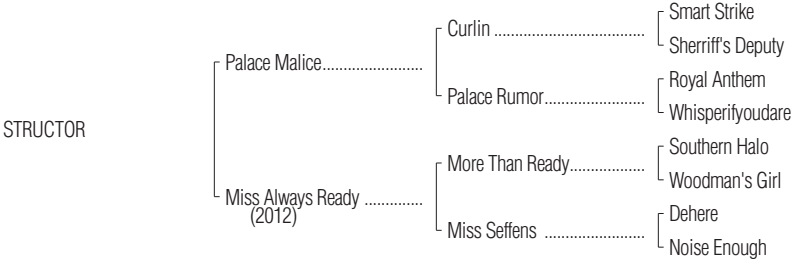 STRUCTOR
Palace Malice........................
Miss Always Ready ..............
(2012)
Curlin ....................................
Palace Rumor........................
More Than Ready..................
Miss Seffens ........................
Smart Strike
Sherriff's Deputy
Royal Anthem
Whisperifyoudare
Southern Halo
Woodman's Girl
Dehere
Noise Enough